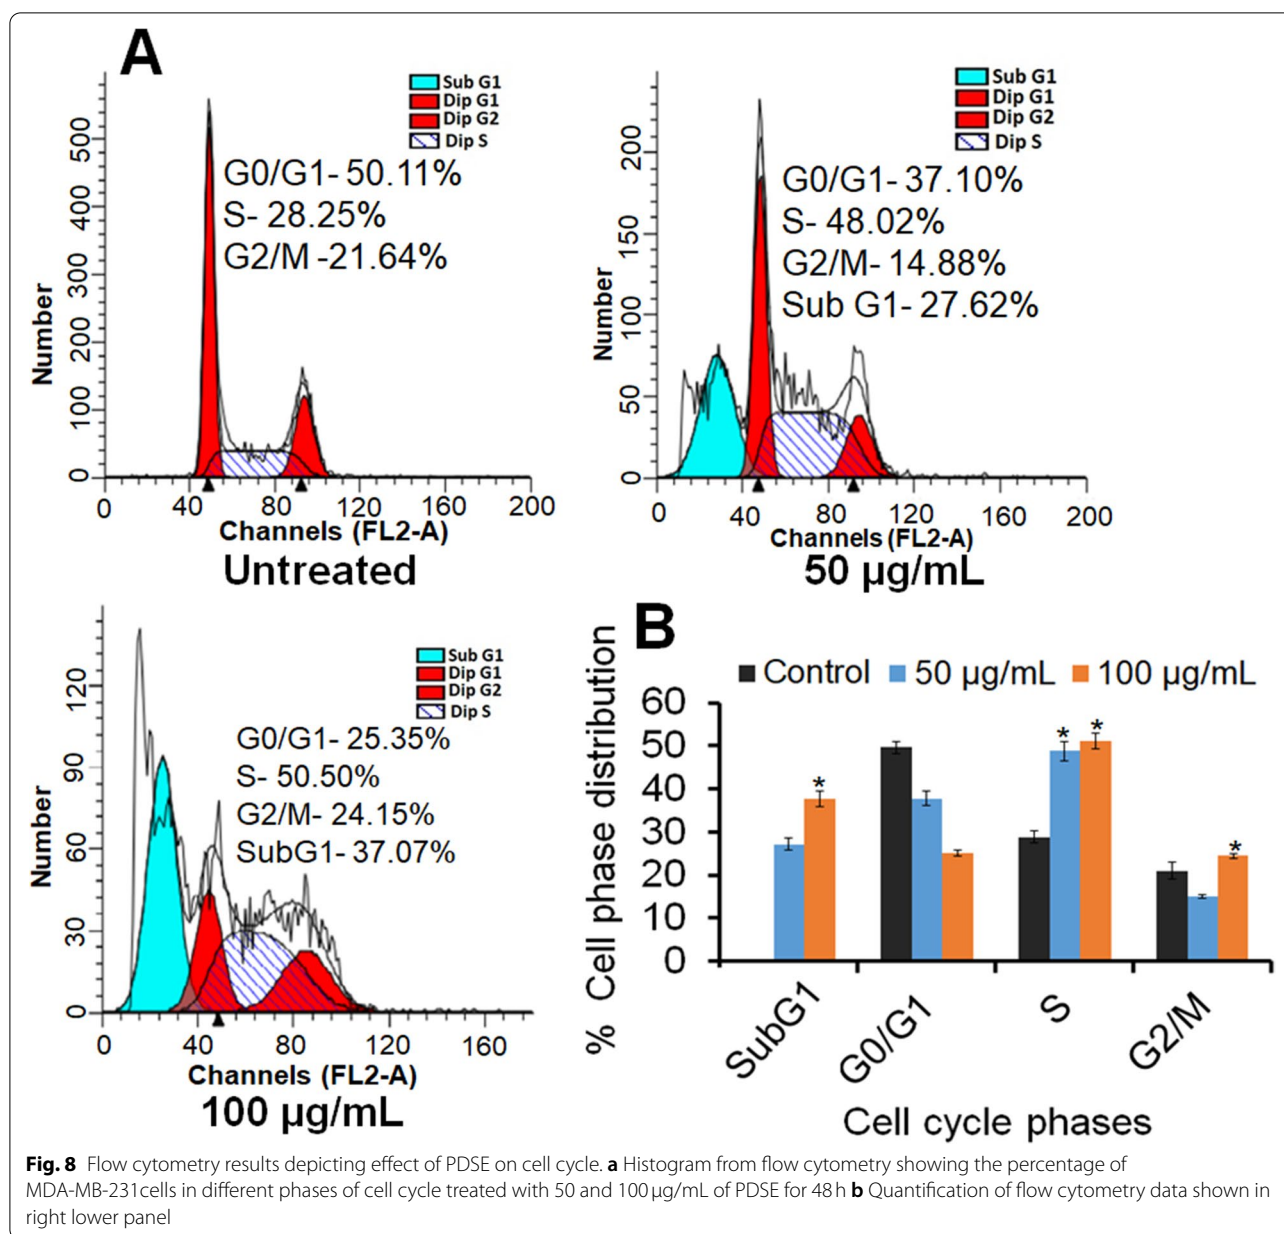 A
Sub G1
Dip G1
Dip G2
Dip S
G0/G1- 50.11%
S- 28.25%
G2/M -21.64%
Number
500
400
300
200
100
0
0 40 80 120 160 200
Channels (FL2-A)
Untreated
Sub G1
Dip G1
Dip G2
Dip S
G0/G1- 37.10%
S- 48.02%
G2/M- 14.88%
Sub G1- 27.62%
Number
200
150
100
50
0
0 40 80 120 160 200
Channels (FL2-A)
50 µg/mL
Sub G1
Dip G1
Dip G2
Dip S
G0/G1- 25.35%
S- 50.50%
G2/M- 24.15%
SubG1- 37.07%
Number
120
90
60
30
0
0 40 80 120 160
Channels (FL2-A)
100 µg/mL
B
Control 50 µg/mL 100 µg/mL
% Cell phase distribution
60
50
40
30
20
10
0
* * * *
SubG1 G0/G1 S G2/M
Cell cycle phases
Fig. 8 Flow cytometry results depicting effect of PDSE on cell cycle. a Histogram from flow cytometry showing the percentage of
MDA-MB-231cells in different phases of cell cycle treated with 50 and 100 µg/mL of PDSE for 48 h b Quantification of flow cytometry data shown in
right lower panel